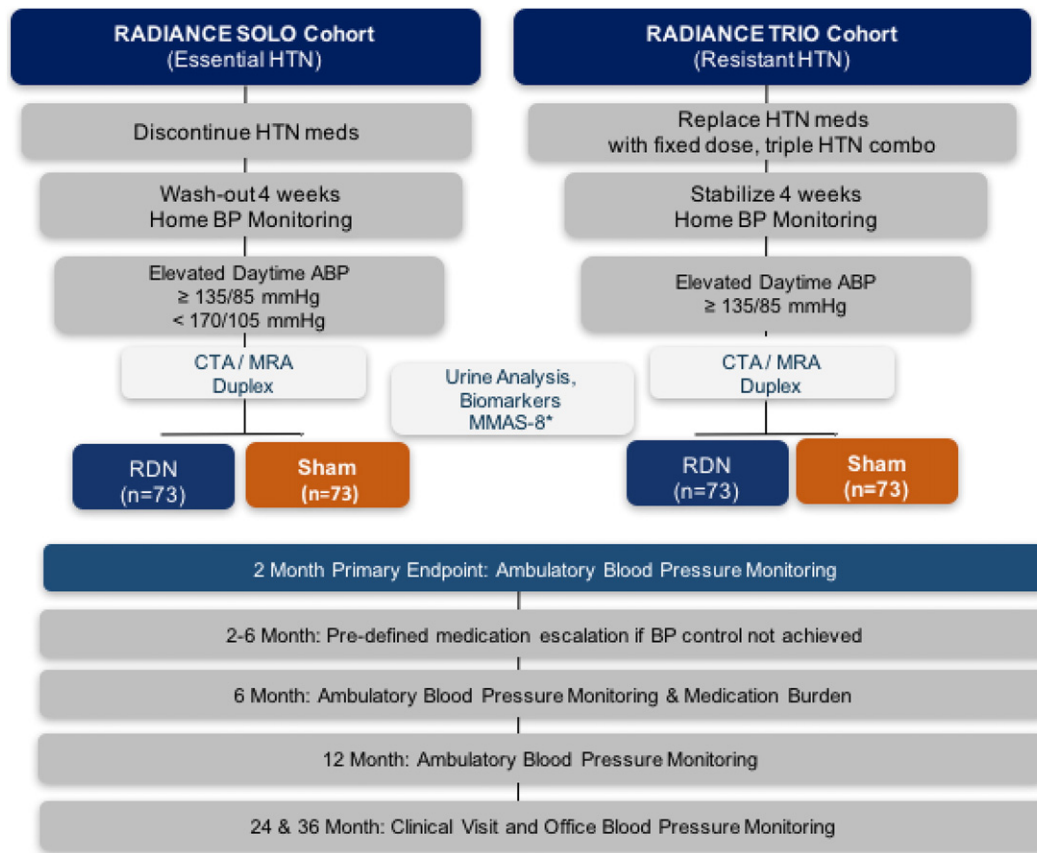 RADIANCE SOLO Cohort
(Essential HTN)
Discontinue HTN meds
Wash-out 4 weeks
Home BP Monitoring
Elevated Daytime ABP
≥ 135/85 mmHg
< 170/105 mmHg
CTA / MRA
Duplex
RDN
(n=73)
Sham
(n=73)
Urine Analysis,
Biomarkers
MMAS-8*
RADIANCE TRIO Cohort
(Resistant HTN)
Replace HTN meds
with fixed dose, triple HTN combo
Stabilize 4 weeks
Home BP Monitoring
Elevated Daytime ABP
≥ 135/85 mmHg
CTA / MRA
Duplex
RDN
(n=73)
Sham
(n=73)
2 Month Primary Endpoint: Ambulatory Blood Pressure Monitoring
2-6 Month: Pre-defined medication escalation if BP control not achieved
6 Month: Ambulatory Blood Pressure Monitoring & Medication Burden
12 Month: Ambulatory Blood Pressure Monitoring
24 & 36 Month: Clinical Visit and Office Blood Pressure Monitoring